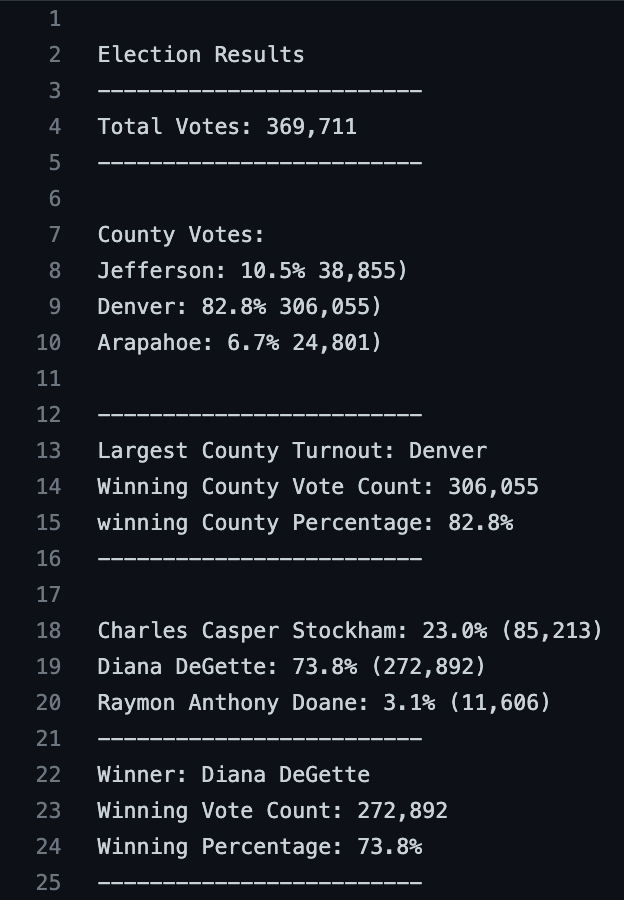 1
2 Election Results
3 -------------------------
4 Total Votes: 369,711
5 -------------------------
6
7 County Votes:
8 Jefferson: 10.5% 38,855)
9 Denver: 82.8% 306,055)
10 Arapahoe: 6.7% 24,801)
11
12 -------------------------
13 Largest County Turnout: Denver
14 Winning County Vote Count: 306,055
15 winning County Percentage: 82.8%
16 -------------------------
17
18 Charles Casper Stockham: 23.0% (85,213)
19 Diana DeGette: 73.8% (272,892)
20 Raymon Anthony Doane: 3.1% (11,606)
21 -------------------------
22 Winner: Diana DeGette
23 Winning Vote Count: 272,892
24 Winning Percentage: 73.8%
25 -------------------------